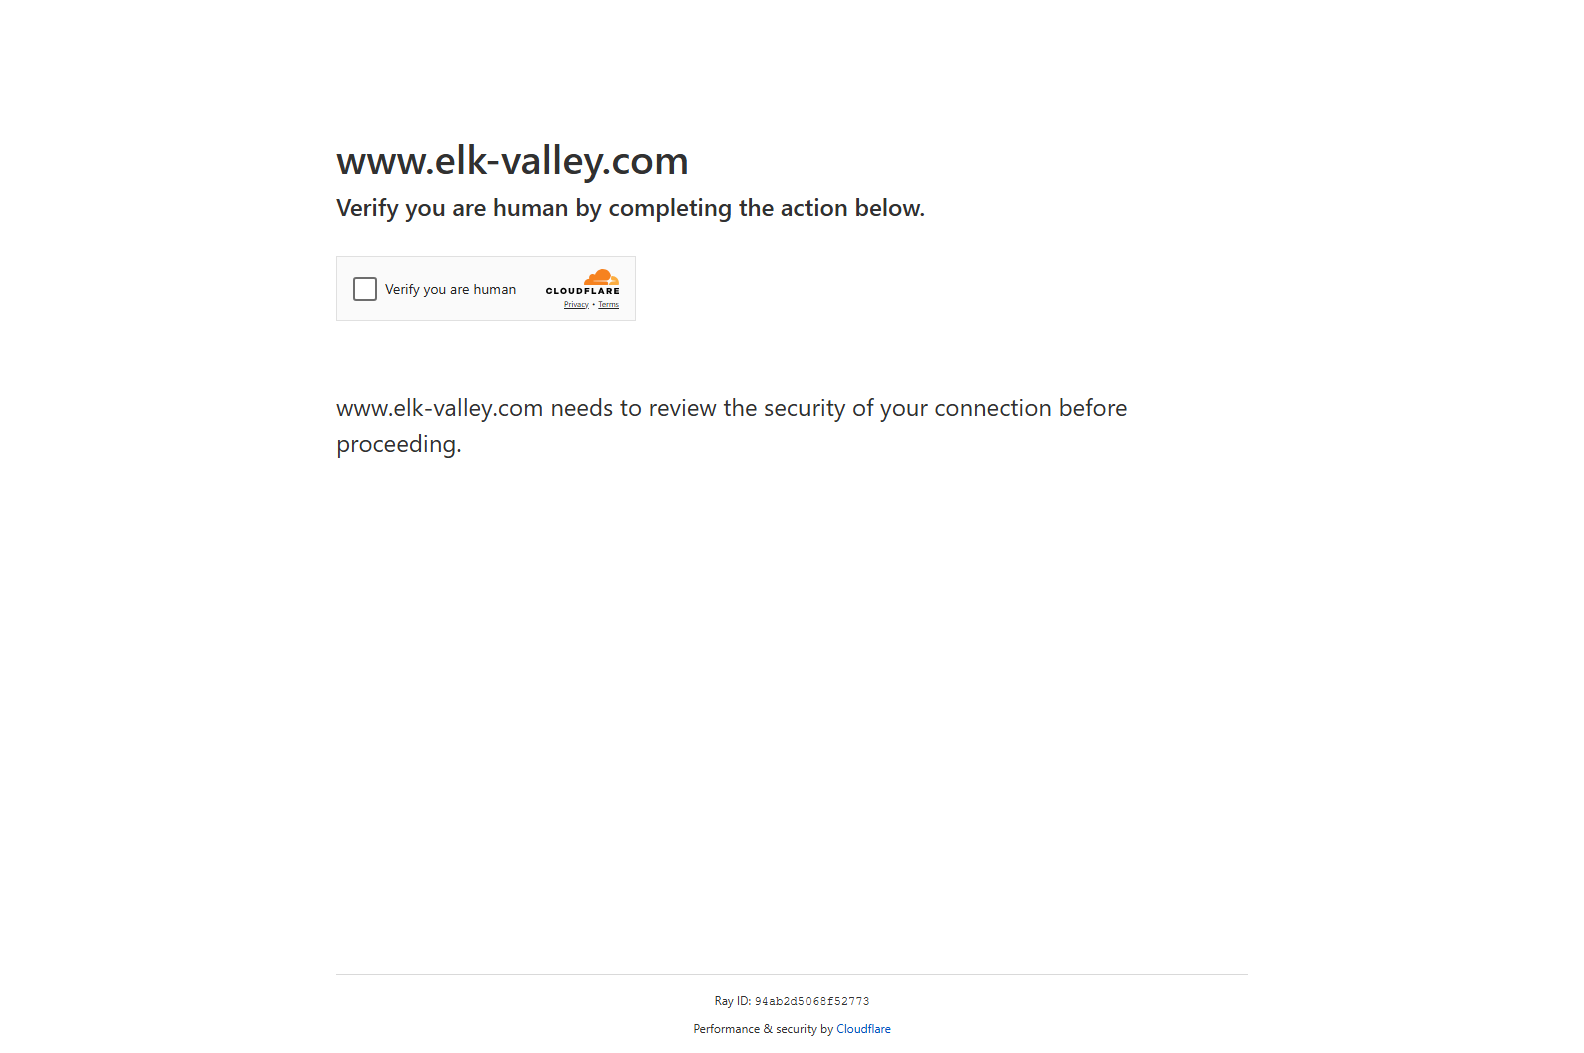 www.elk-valley.com
Verify you are human by completing the action below.
Verify you are human
CLOUDFLARE
Privacy • Terms
www.elk-valley.com needs to review the security of your connection before
proceeding.
Ray ID: 94ab2d5068f52773
Performance & security by Cloudflare